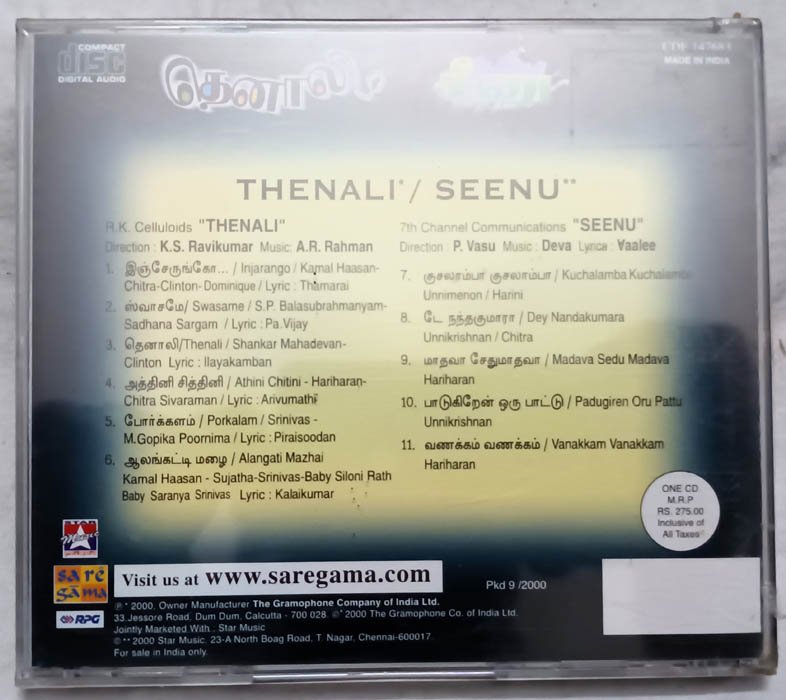 COMPACT
disc
DIGITAL AUDIO
தெனாலி
சீனு
MADE IN INDIA
THENALI* / SEENU**
R.K. Celluloids "THENALI"
Direction : K.S. Ravikumar Music: A.R. Rahman
1. இஞ்சேருங்கோ... / Injarango / Kamal Haasan-
Chitra-Clinton-Dominique / Lyric : Thamarai
2. ஸ்வாசமே/ Swasame / S.P. Balasubrahmanyam-
Sadhana Sargam / Lyric : Pa.Vijay
3. தெனாலி/Thenali / Shankar Mahadevan-
Clinton Lyric : Ilayakamban
4. அத்தினி சித்தினி / Athini Chitini - Hariharan-
Chitra Sivaraman / Lyric : Arivumathi
5. போர்க்களம் / Porkalam / Srinivas -
M.Gopika Poornima / Lyric : Piraisoodan
6. ஆலங்கட்டி மழை / Alangati Mazhai
Kamal Haasan - Sujatha-Srinivas-Baby Siloni Rath
Baby Saranya Srinivas Lyric : Kalaikumar
7th Channel Communications "SEENU"
Direction : P. Vasu Music : Deva Lyrics : Vaalee
7. குசலாம்பா குசலாம்பா / Kuchalamba Kuchalamba
Unnimenon / Harini
8. டே நந்தகுமாரா / Dey Nandakumara
Unnikrishnan / Chitra
9. மாதவா சேதுமாதவா / Madava Sedu Madava
Hariharan
10. பாடுகிறேன் ஒரு பாட்டு / Padugiren Oru Pattu
Unnikrishnan
11. வணக்கம் வணக்கம் / Vanakkam Vanakkam
Hariharan
ONE CD
M.R.P
RS. 275.00
Inclusive of
All Taxes
STAR
Music
sa re
ga ma
RPG
Visit us at www.saregama.com
Pkd 9 /2000
℗ * 2000. Owner Manufacturer The Gramophone Company of India Ltd.
33.Jessore Road, Dum Dum, Calcutta - 700 028. ©* 2000 The Gramophone Co. of India Ltd.
Jointly Marketed With : Star Music
© ** 2000 Star Music. 23-A North Boag Road, T. Nagar, Chennai-600017.
For sale in India only.